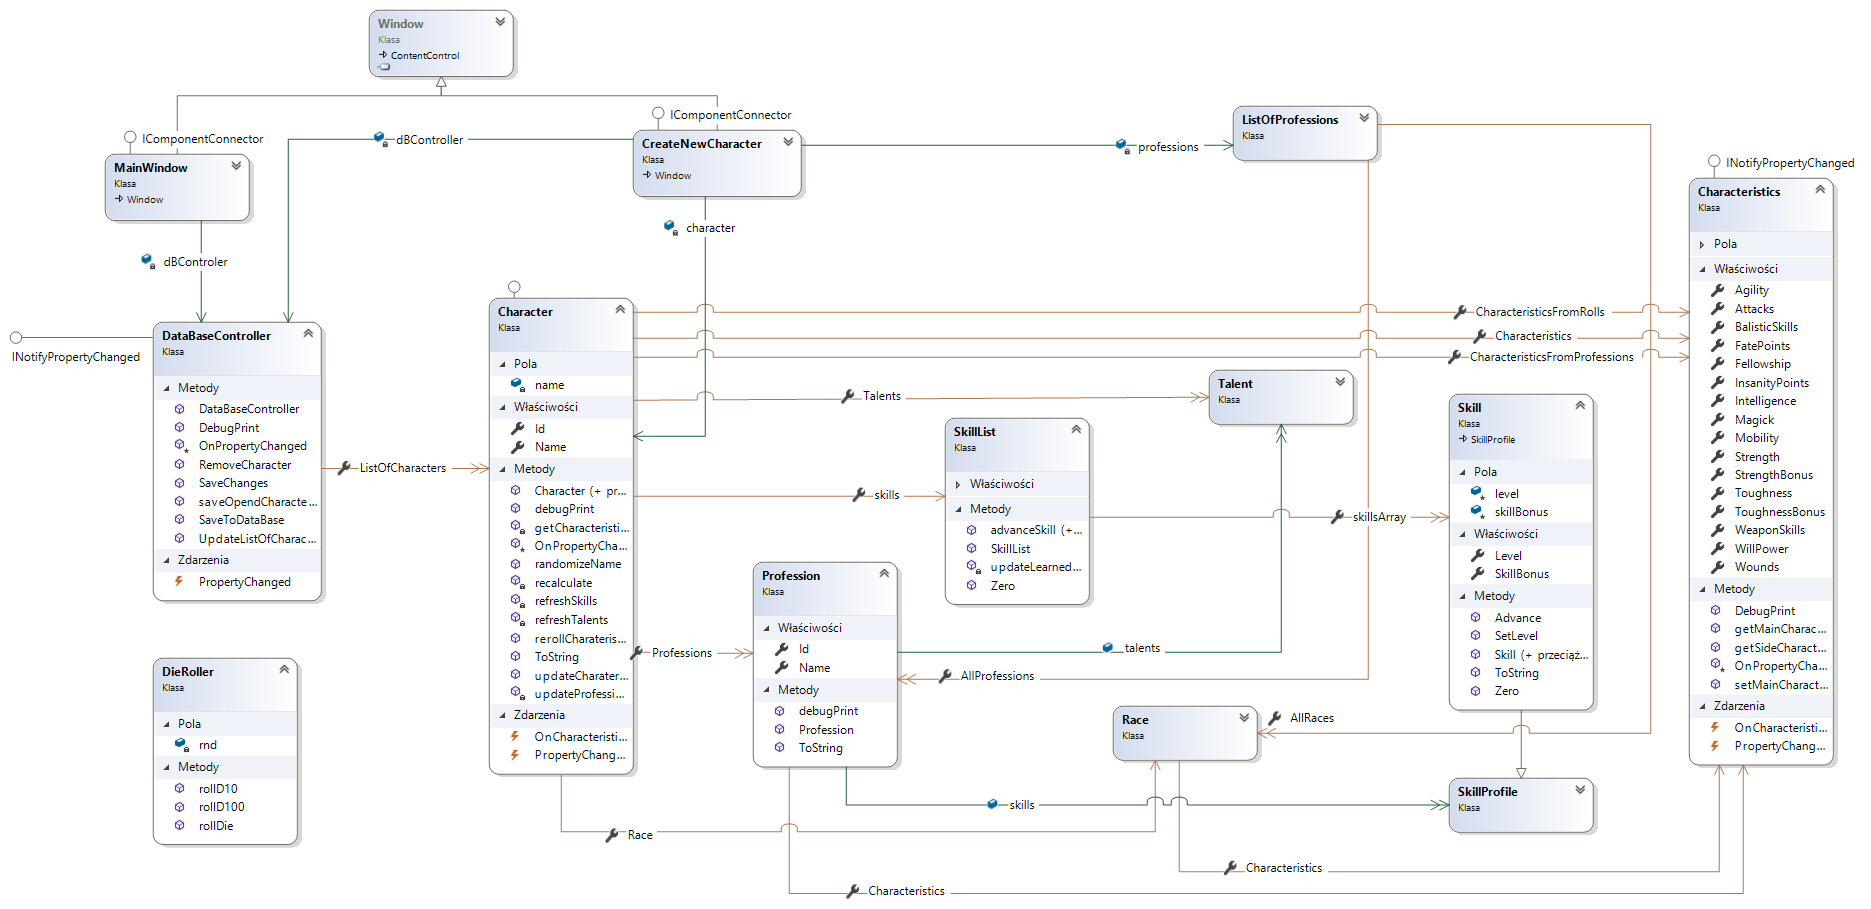 Window
Klasa
ContentControl
IComponentConnector
MainWindow
Klasa
Window
dBControler
dBController
IComponentConnector
CreateNewCharacter
Klasa
Window
professions
character
ListOfProfessions
Klasa
INotifyPropertyChanged
DataBaseController
Klasa
Metody
DataBaseController
DebugPrint
OnPropertyChanged
RemoveCharacter
SaveChanges
saveOpendCharacte...
SaveToDataBase
UpdateListOfCharac...
Zdarzenia
PropertyChanged
ListOfCharacters
DieRoller
Klasa
Pola
rnd
Metody
rollD10
rollD100
rollDie
Character
Klasa
Pola
name
Właściwości
Id
Name
Metody
Character (+ pr...
debugPrint
getCharacteristi...
OnPropertyCha...
randomizeName
recalculate
refreshSkills
refreshTalents
rerollCharateris...
ToString
updateCharater...
updateProfessi...
Zdarzenia
OnCharacteristi...
PropertyChang...
CharacteristicsFromRolls
Characteristics
CharacteristicsFromProfessions
Talents
skills
Professions
Race
Talent
Klasa
SkillList
Klasa
Właściwości
Metody
advanceSkill (+...
SkillList
updateLearned...
Zero
skillsArray
Profession
Klasa
Właściwości
Id
Name
Metody
debugPrint
Profession
ToString
talents
AllProfessions
skills
Characteristics
Race
Klasa
AllRaces
Characteristics
Skill
Klasa
SkillProfile
Pola
level
skillBonus
Właściwości
Level
SkillBonus
Metody
Advance
SetLevel
Skill (+ przeciąż...
ToString
Zero
SkillProfile
Klasa
INotifyPropertyChanged
Characteristics
Klasa
Pola
Właściwości
Agility
Attacks
BalisticSkills
FatePoints
Fellowship
InsanityPoints
Intelligence
Magick
Mobility
Strength
StrengthBonus
Toughness
ToughnessBonus
WeaponSkills
WillPower
Wounds
Metody
DebugPrint
getMainCharac...
getSideCharact...
OnPropertyCha...
setMainCharact...
Zdarzenia
OnCharacteristi...
PropertyChang...